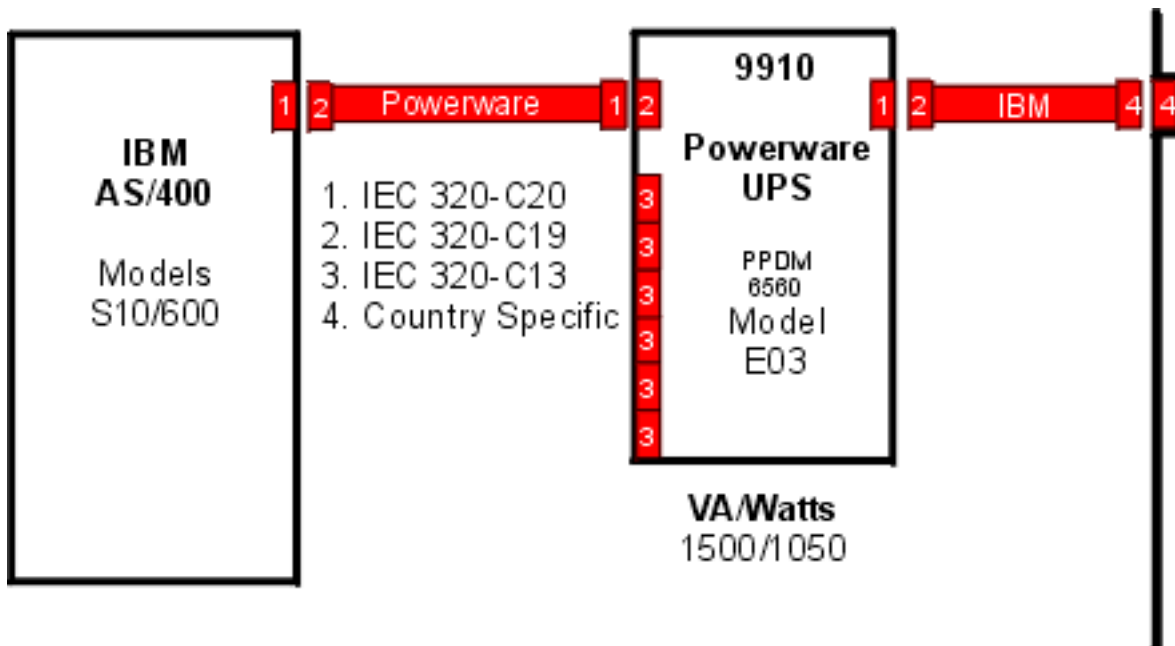 IBM
AS/400
Models
S10/600
1
2
Powerware
1
1. IEC 320-C20
2. IEC 320-C19
3. IEC 320-C13
4. Country Specific
2
3
3
3
3
3
3
9910
Powerware
UPS
PPDM
6560
Model
E03
1
VA/Watts
1500/1050
2
IBM
4
4